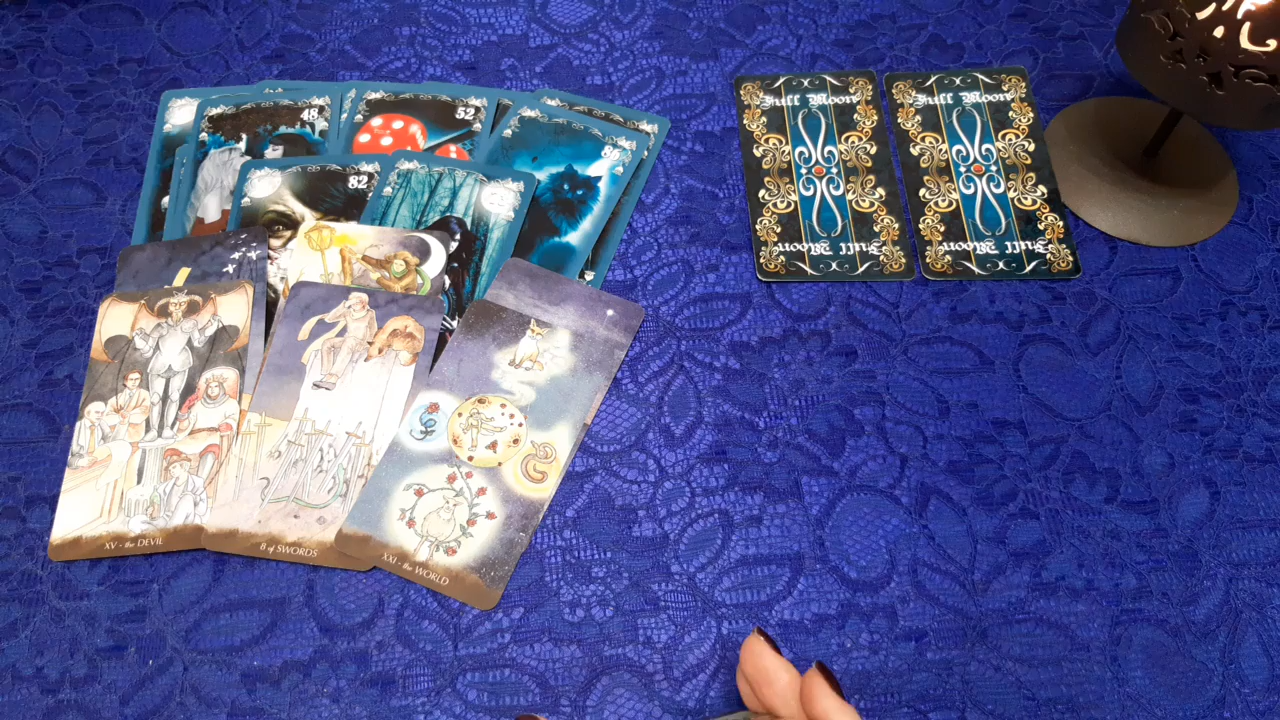 48
52
86
82
Full Moon
Full Moon
Full Moon
Full Moon
XV - the DEVIL
8 of SWORDS
XXI - the WORLD